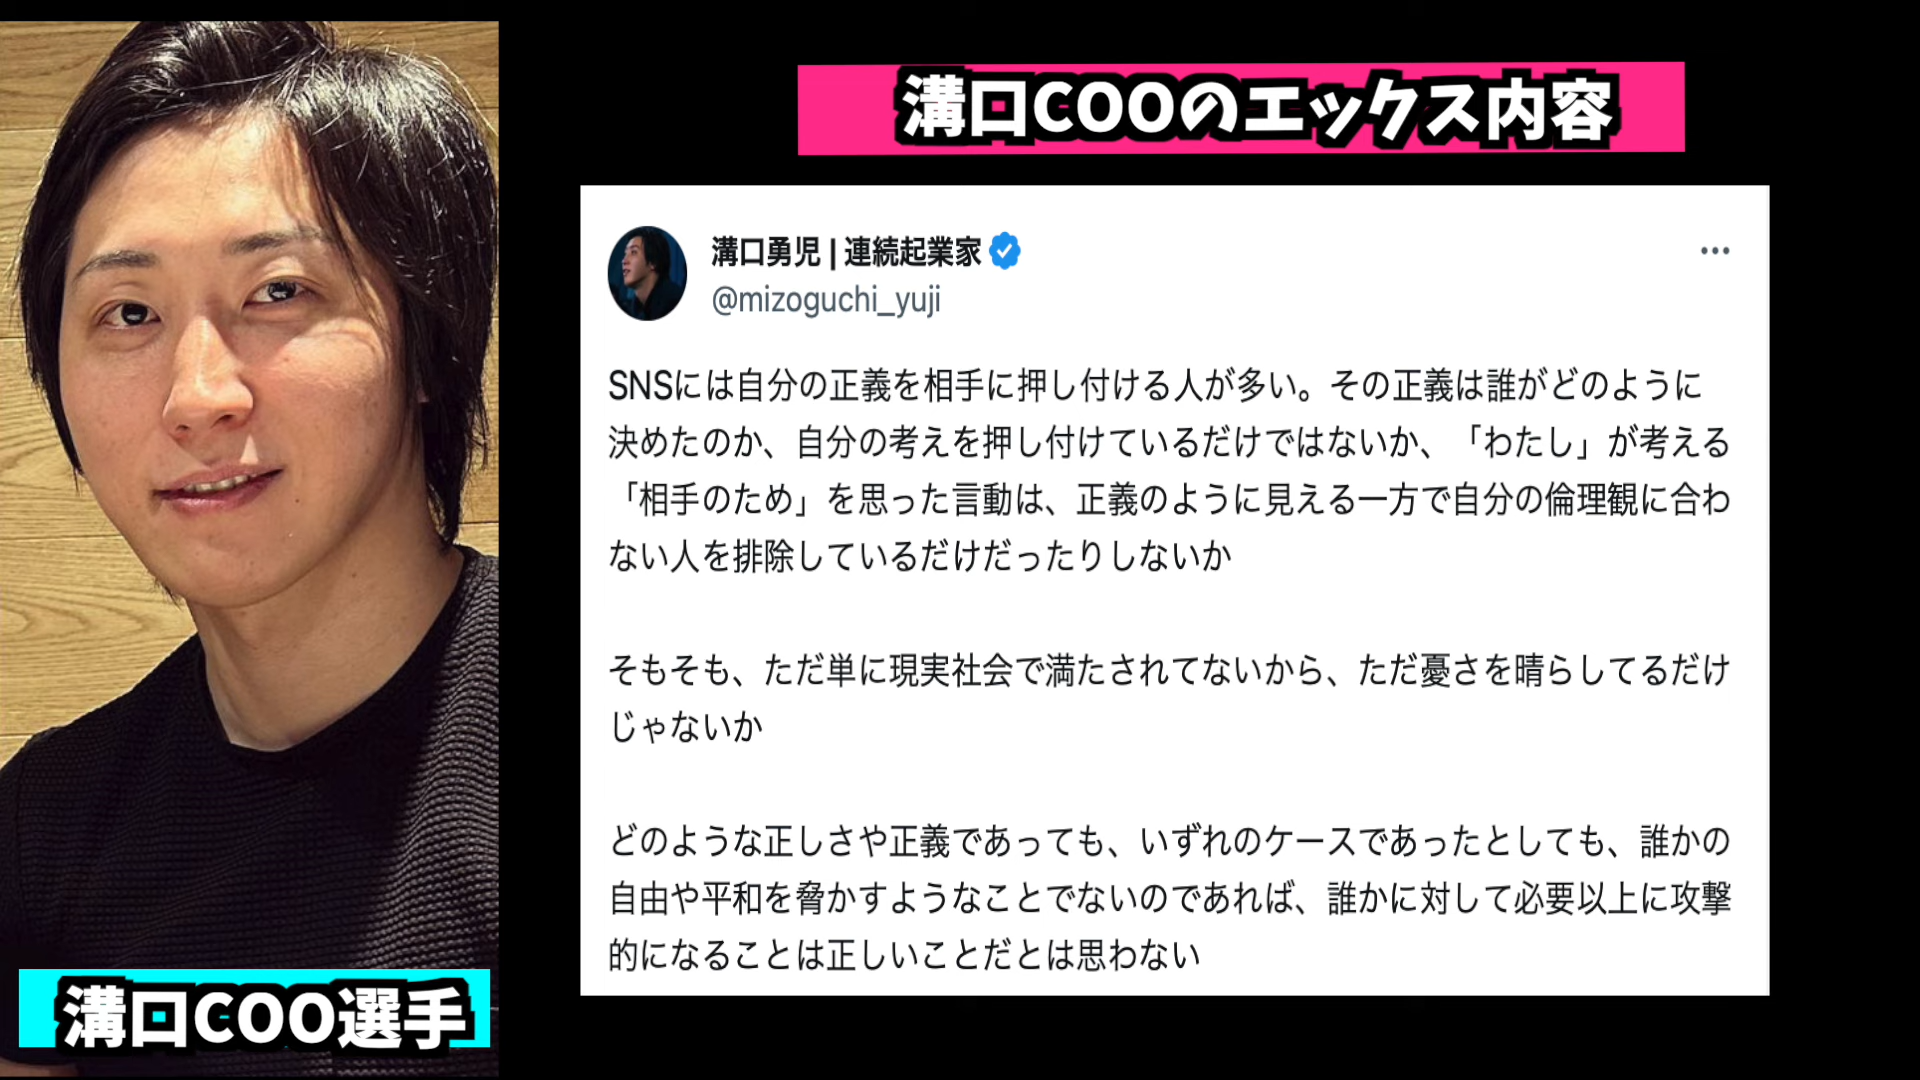 溝口COOのエックス内容
溝口勇児 | 連続起業家
@mizoguchi_yuji
SNSには自分の正義を相手に押し付ける人が多い。その正義は誰がどのように
決めたのか、自分の考えを押し付けているだけではないか、「わたし」が考える
「相手のため」を思った言動は、正義のように見える一方で自分の倫理観に合わ
ない人を排除しているだけだったりしないか
そもそも、ただ単に現実社会で満たされてないから、ただ憂さを晴らしてるだけ
じゃないか
どのような正しさや正義であっても、いずれのケースであったとしても、誰かの
自由や平和を脅かすようなことでないのであれば、誰かに対して必要以上に攻撃
的になることは正しいことだとは思わない
溝口COO選手